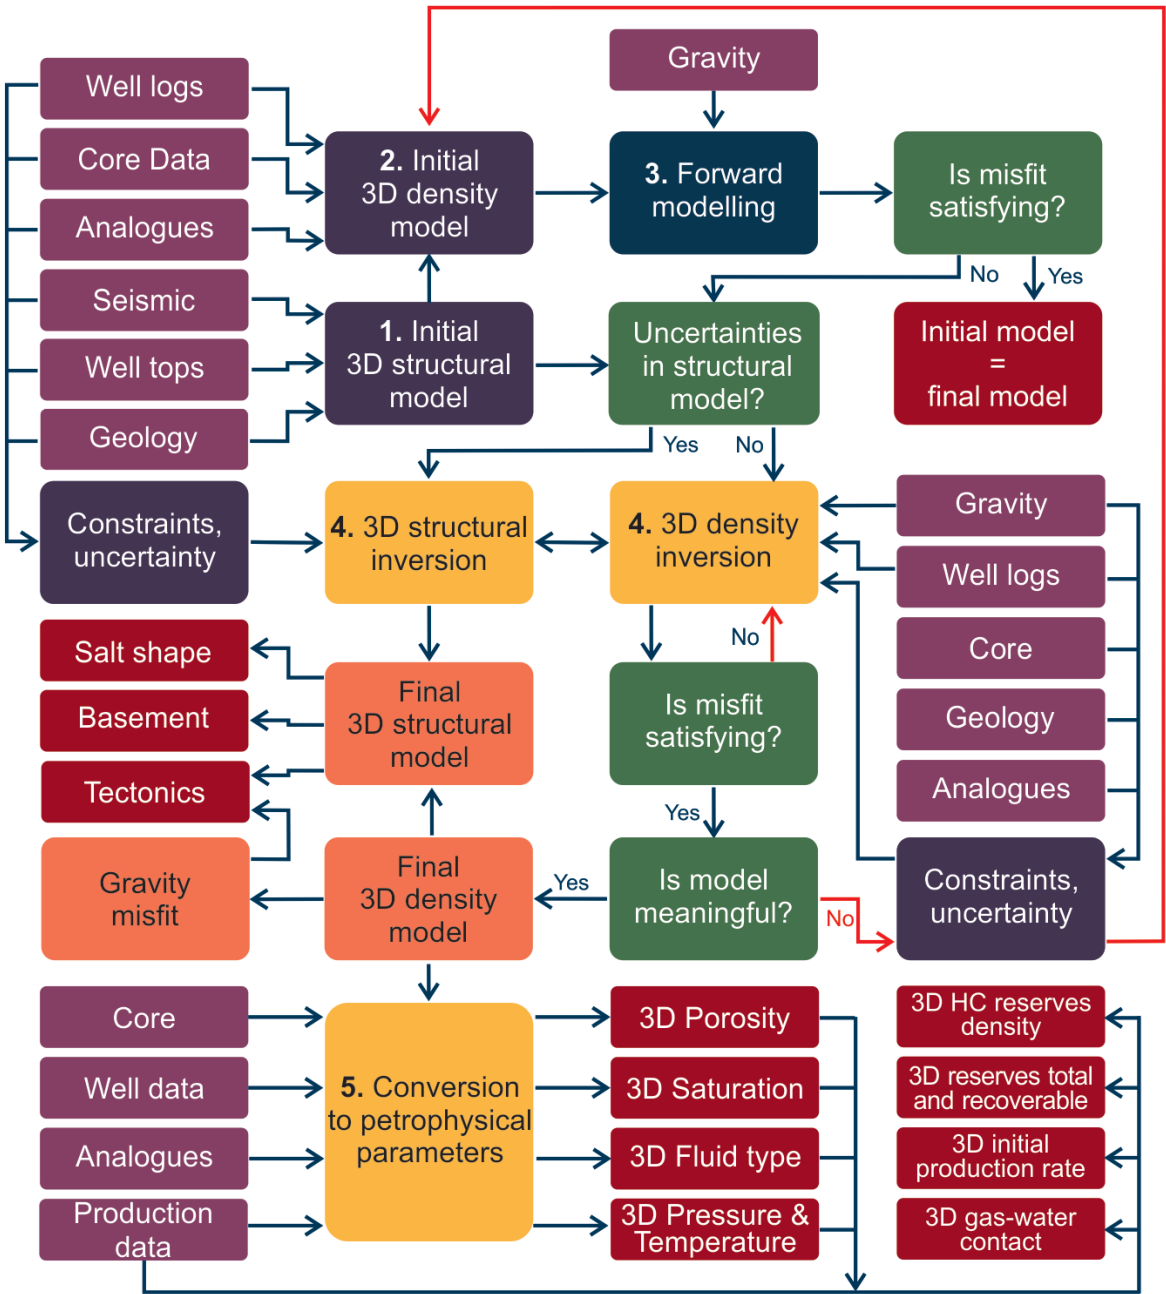 Gravity
Well logs
Core Data
Analogues
Seismic
Well tops
Geology
2. Initial
3D density
model
3. Forward
modelling
Is misfit
satisfying?
No
Yes
1. Initial
3D structural
model
Uncertainties
in structural
model?
Initial model
=
final model
Yes
No
Constraints,
uncertainty
4. 3D structural
inversion
4. 3D density
inversion
Gravity
Well logs
Core
Geology
Analogues
No
Salt shape
Basement
Tectonics
Final
3D structural
model
Is misfit
satisfying?
Yes
Gravity
misfit
Final
3D density
model
Yes
Is model
meaningful?
No
Constraints,
uncertainty
Core
Well data
Analogues
Production
data
5. Conversion
to petrophysical
parameters
3D Porosity
3D Saturation
3D Fluid type
3D Pressure &
Temperature
3D HC reserves
density
3D reserves total
and recoverable
3D initial
production rate
3D gas-water
contact